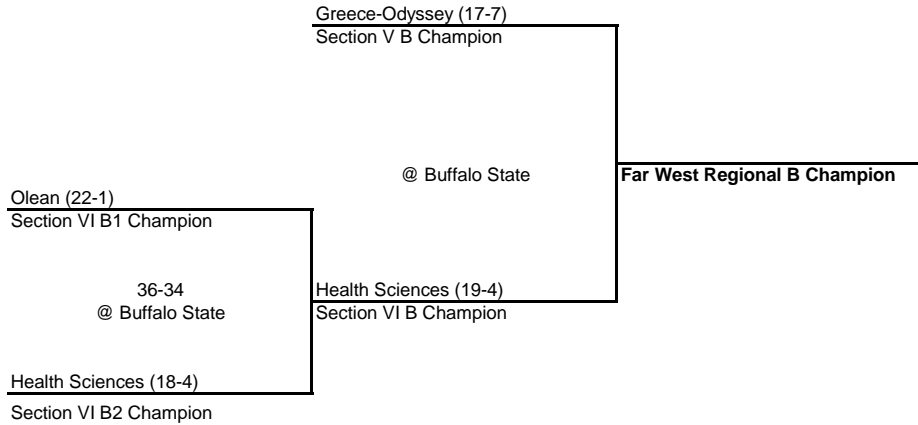 Greece-Odyssey (17-7)
Section V B Champion
@ Buffalo State
Far West Regional B Champion
Olean (22-1)
Section VI B1 Champion
36-34
@ Buffalo State
Health Sciences (19-4)
Section VI B Champion
Health Sciences (18-4)
Section VI B2 Champion